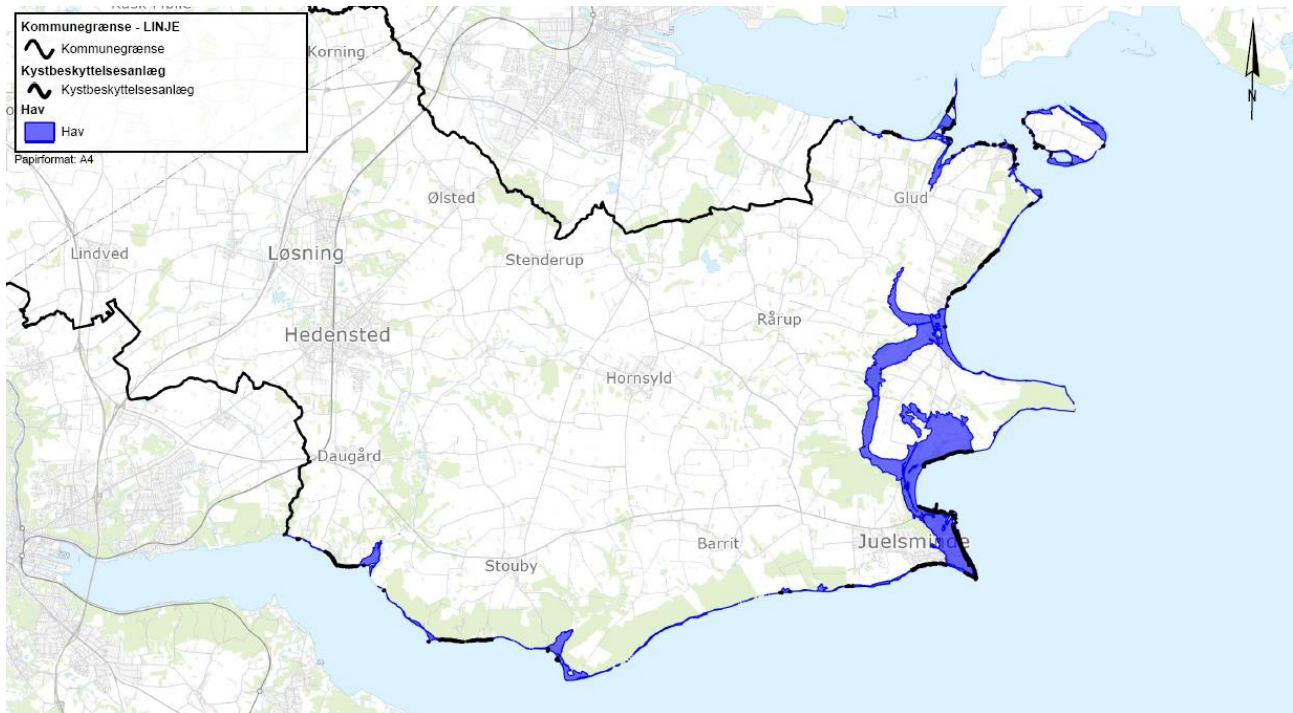 Kommunegrænse - LINJE
Kommunegrænse
Kystbeskyttelsesanlæg
Kystbeskyttelsesanlæg
Hav
Hav
Papirformat: A4
Korning
N
Ølsted
Glud
Lindved
Løsning
Stenderup
Rårup
Hedensted
Hornsyld
Daugård
Barrit
Juelsminde
Stouby